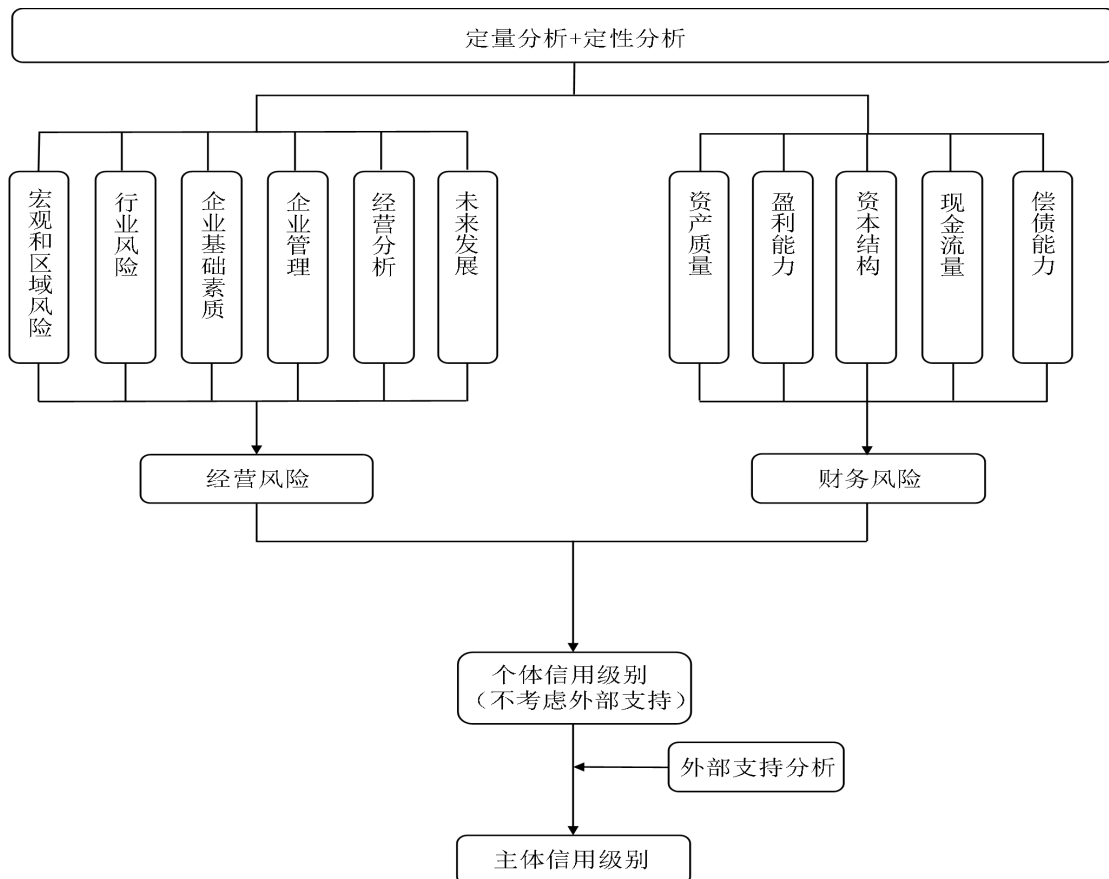 定量分析+定性分析
宏观和区域风险
行业风险
企业基础素质
企业管理
经营分析
未来发展
资产质量
盈利能力
资本结构
现金流量
偿债能力
经营风险
财务风险
个体信用级别
（不考虑外部支持）
外部支持分析
主体信用级别